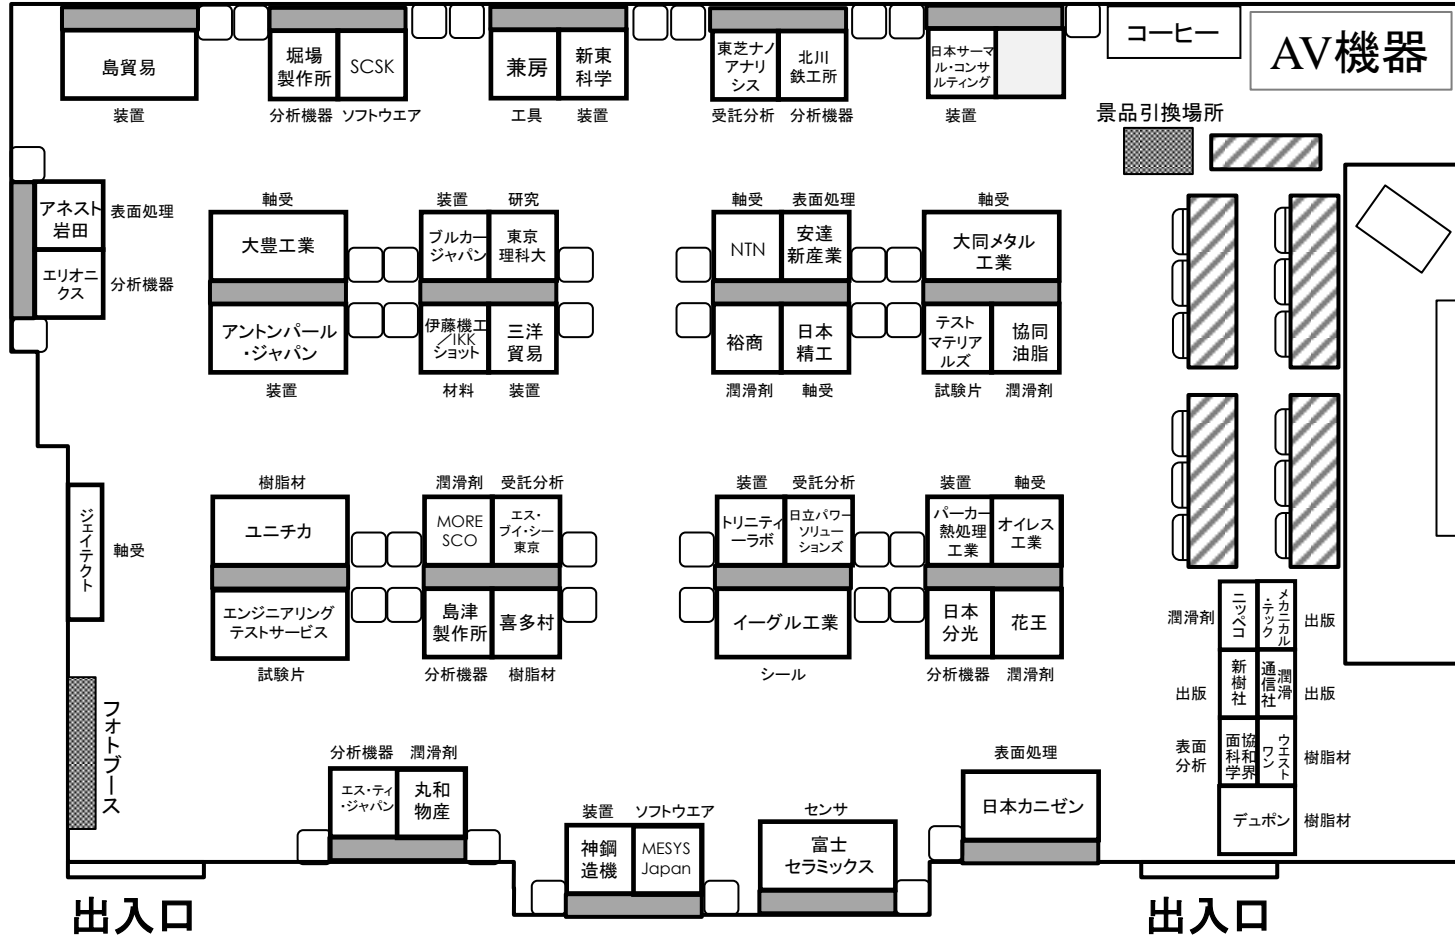 島貿易
装置
堀場
製作所
分析機器
SCSK
ソフトウエア
兼房
工具
新東
科学
装置
東芝ナノ
アナリ
シス
受託分析
北川
鉄工所
分析機器
日本サーマ
ル・コンサ
ルティング
装置
コーヒー
AV機器
景品引換場所
アネスト
岩田
表面処理
エリオニ
クス
分析機器
軸受
大豊工業
アントンパール
・ジャパン
装置
装置
ブルカー
ジャパン
研究
東京
理科大
伊藤機工
／IKK
ショット
材料
三洋
貿易
装置
軸受
NTN
表面処理
安達
新産業
裕商
潤滑剤
日本
精工
軸受
軸受
大同メタル
工業
テスト
マテリア
ルズ
試験片
協同
油脂
潤滑剤
ジェイテクト
軸受
樹脂材
ユニチカ
エンジニアリング
テストサービス
試験片
潤滑剤
MORE
SCO
受託分析
エス・
ブイ・シー
東京
島津
製作所
分析機器
喜多村
樹脂材
装置
トリニティ
ーラボ
受託分析
日立パワー
ソリュー
ションズ
イーグル工業
シール
装置
パーカー
熱処理
工業
軸受
オイレス
工業
日本
分光
分析機器
花王
潤滑剤
潤滑剤
ニッペコ
メカニカル
・テック
出版
出版
新樹社
潤滑
通信社
出版
表面
分析
協和界
面科学
ウエスト
ワン
樹脂材
デュポン
樹脂材
フォトブース
分析機器
エス・ティ
・ジャパン
潤滑剤
丸和
物産
装置
神鋼
造機
ソフトウエア
MESYS
Japan
センサ
富士
セラミックス
表面処理
日本カニゼン
出入口
出入口